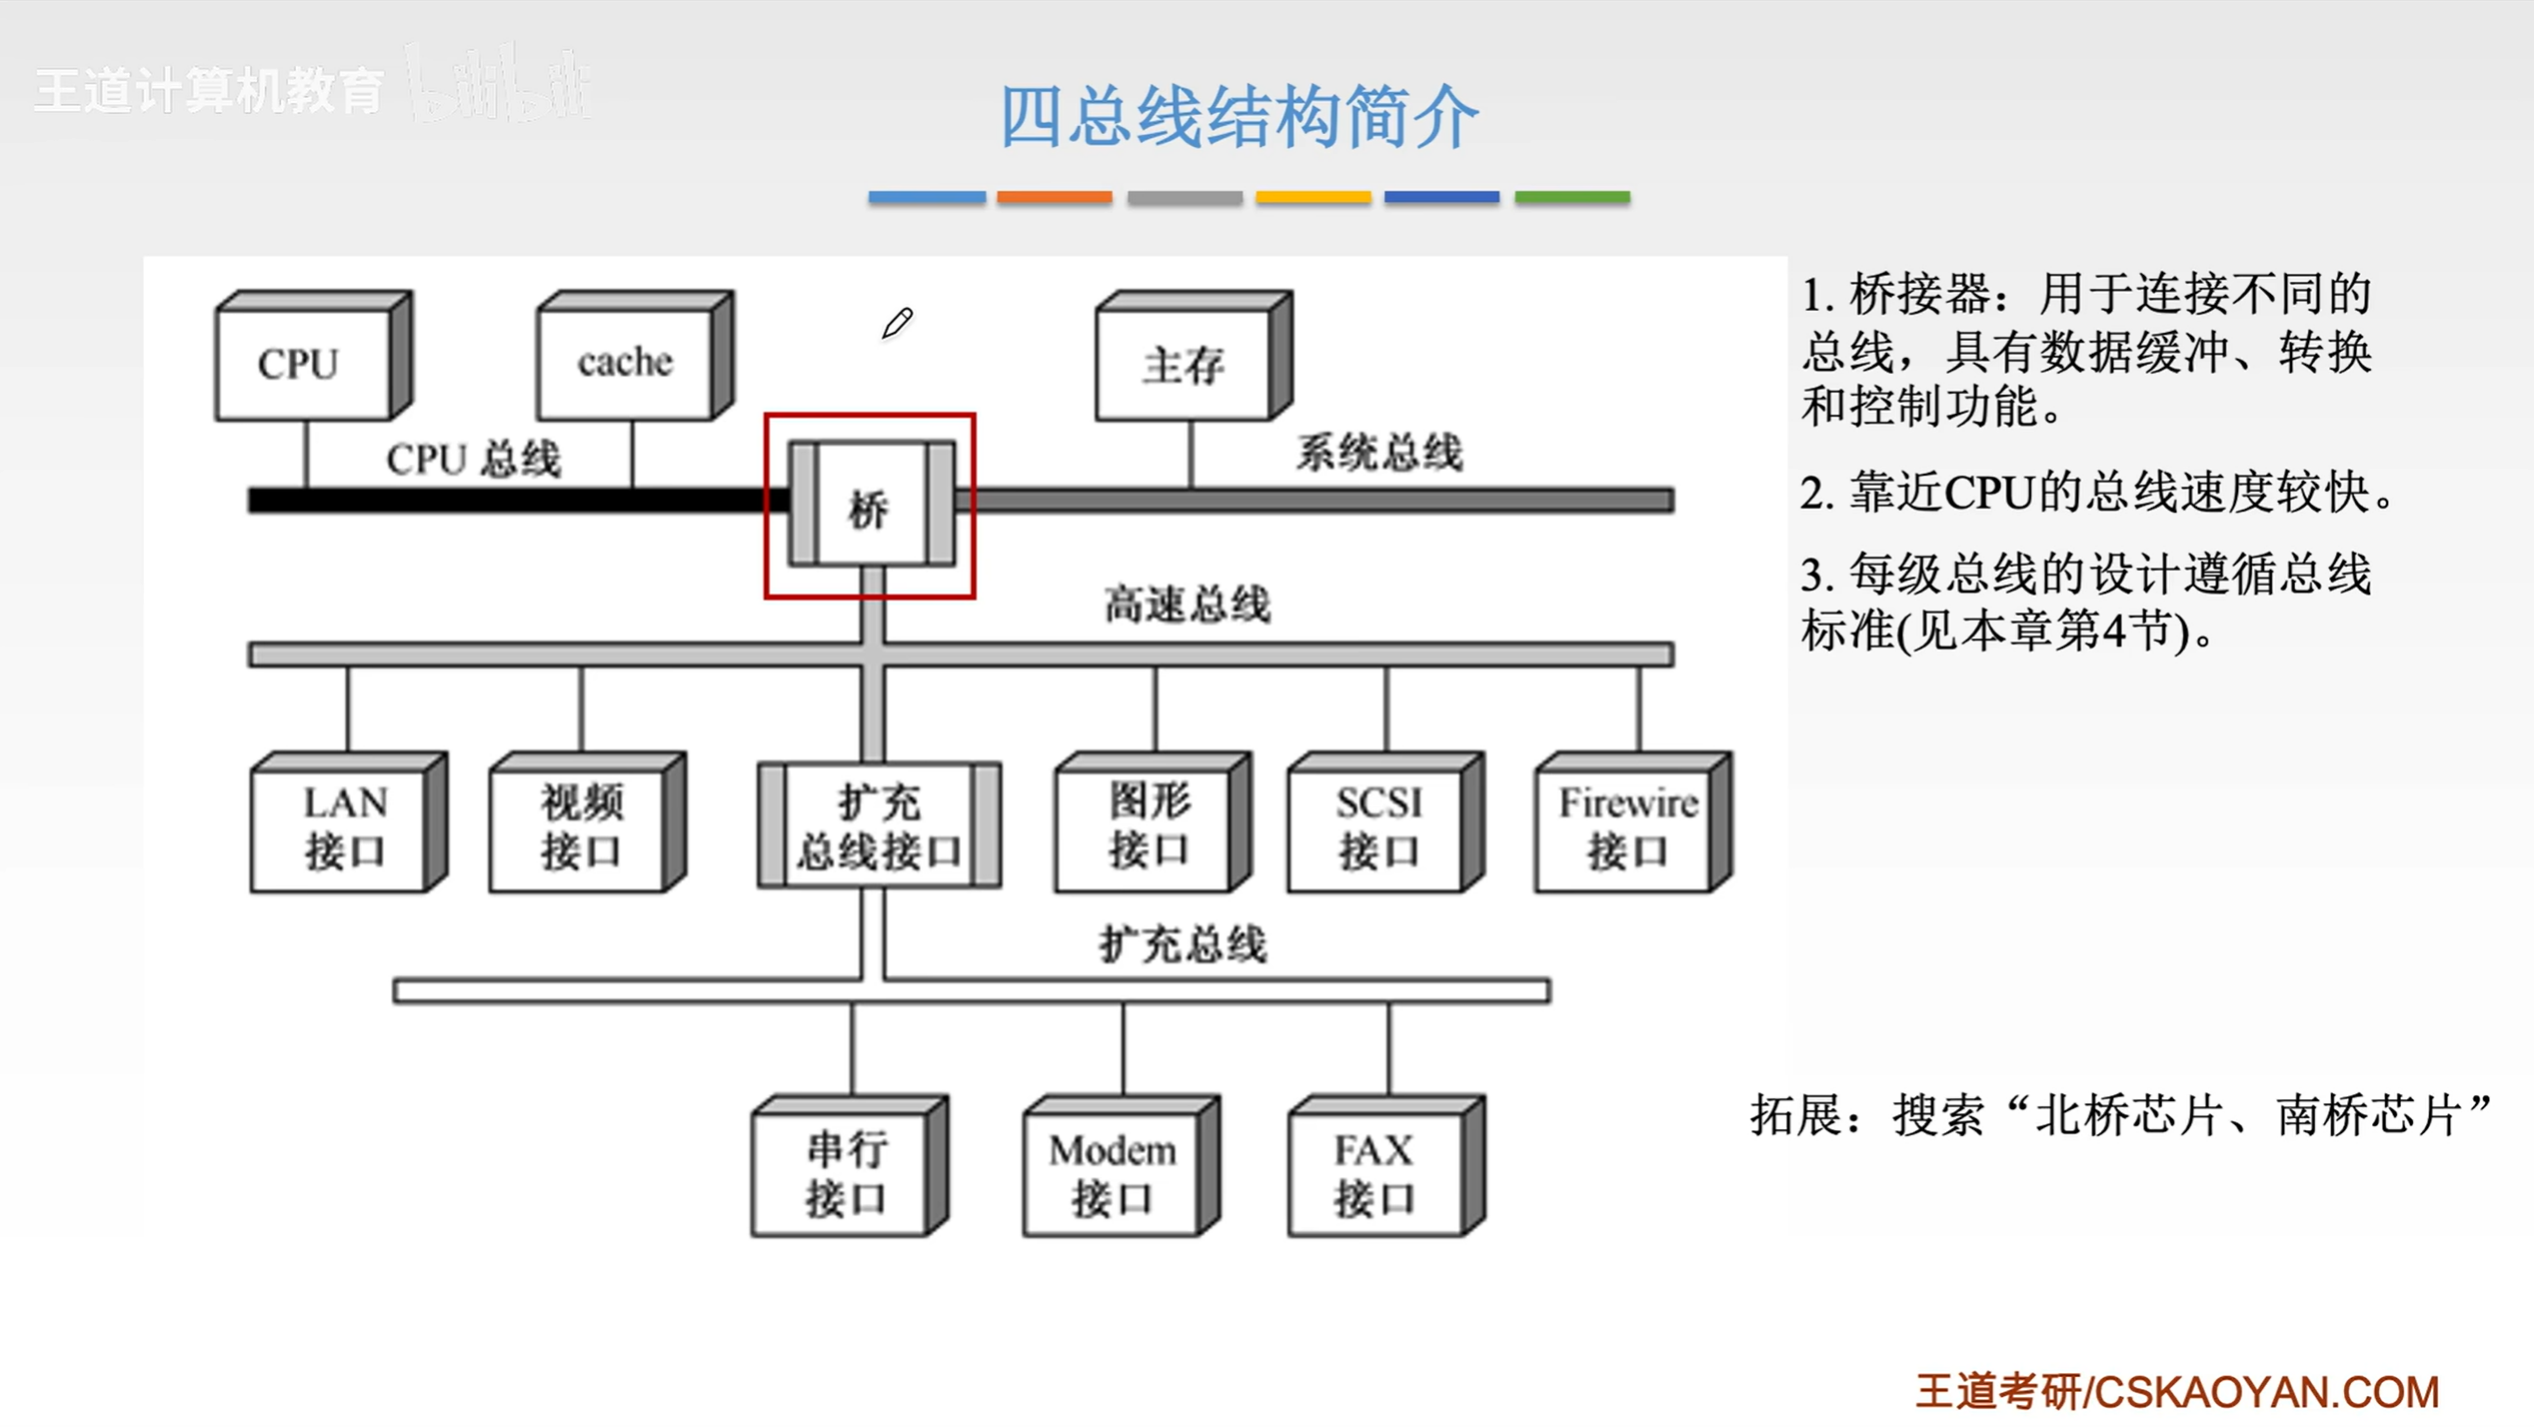 王道计算机教育 bilibili
四总线结构简介
CPU
cache
主存
CPU 总线
桥
系统总线
高速总线
LAN
接口
视频
接口
扩充
总线接口
图形
接口
SCSI
接口
Firewire
接口
扩充总线
串行
接口
Modem
接口
FAX
接口
1. 桥接器：用于连接不同的
总线，具有数据缓冲、转换
和控制功能。
2. 靠近CPU的总线速度较快。
3. 每级总线的设计遵循总线
标准(见本章第4节)。
拓展：搜索“北桥芯片、南桥芯片”
王道考研/CSKAOYAN.COM